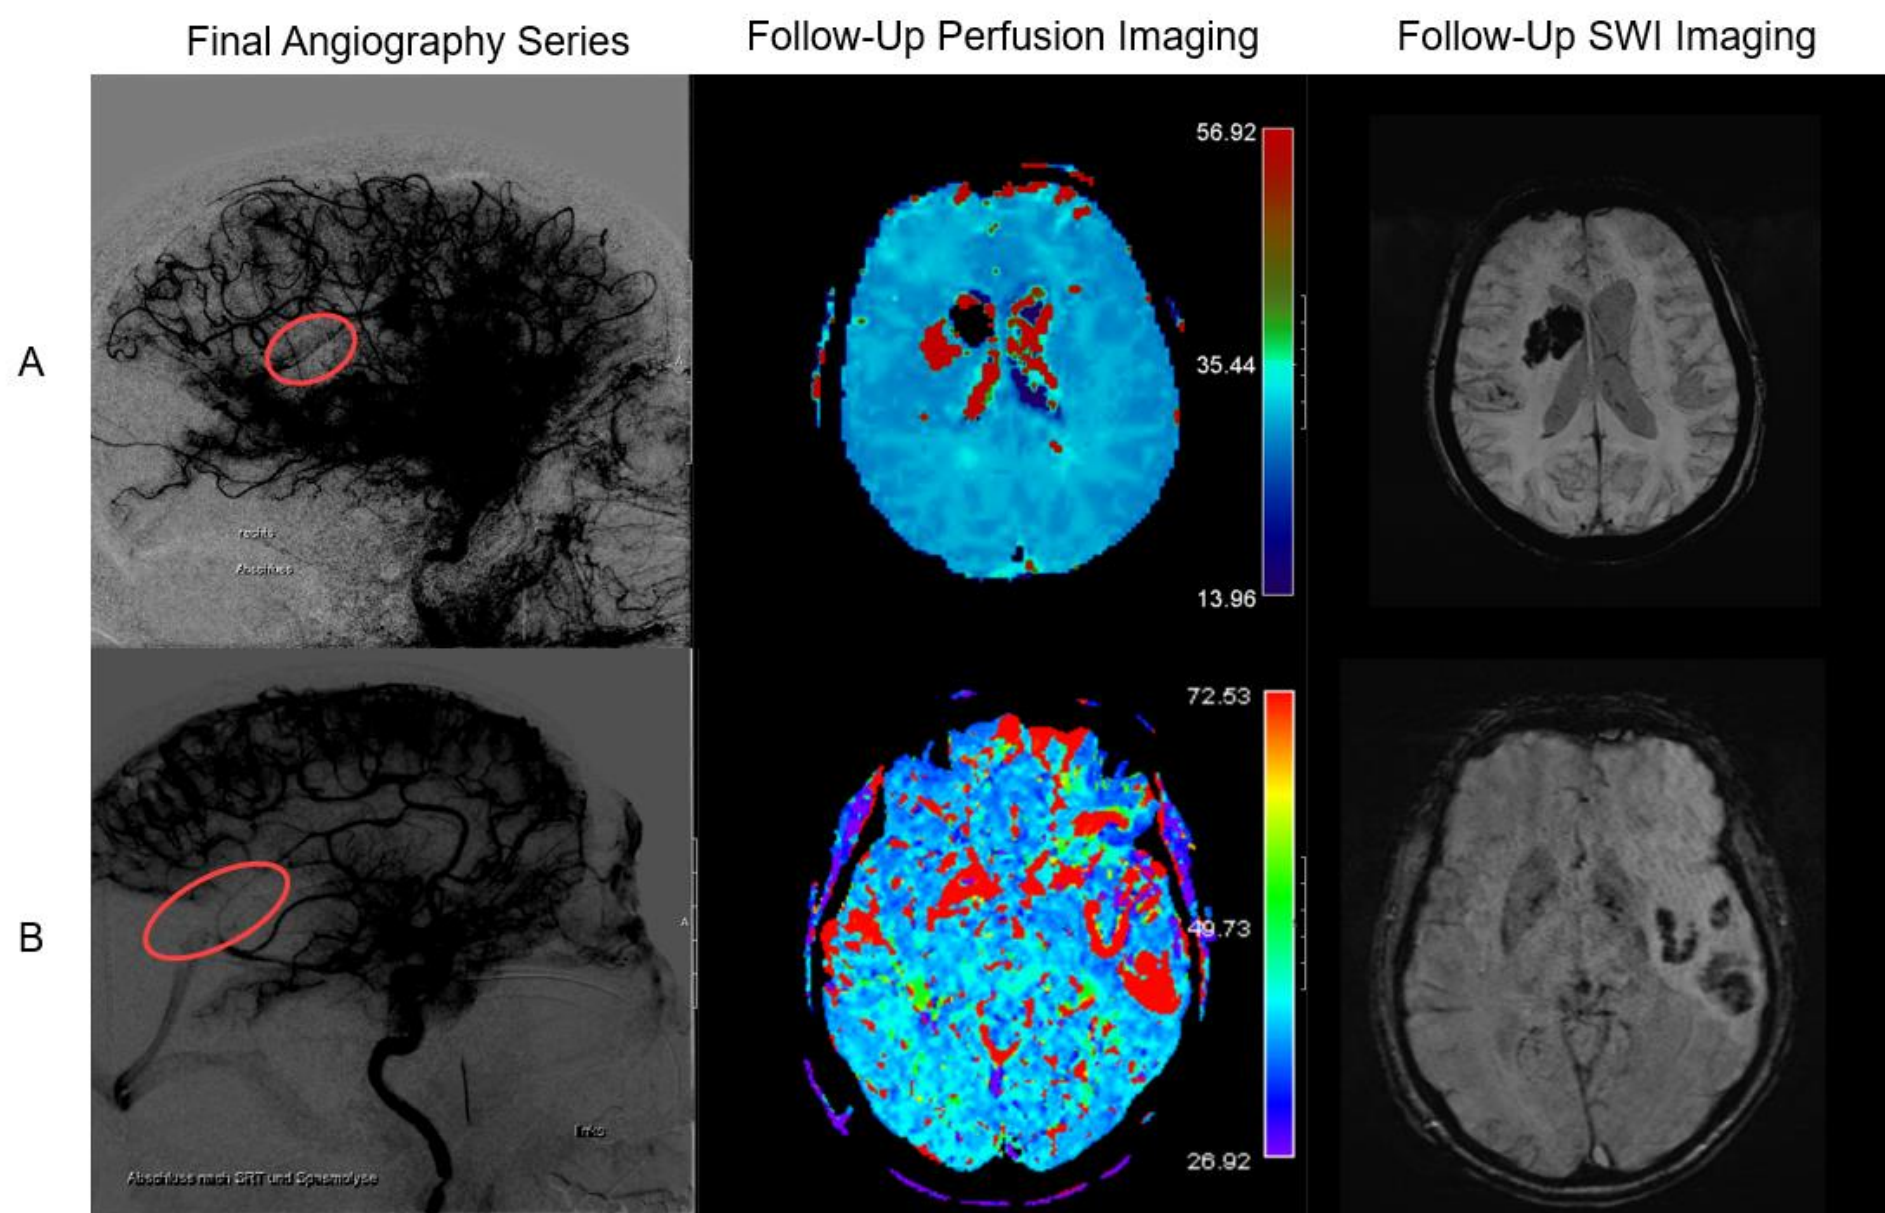 Final Angiography Series
Follow-Up Perfusion Imaging
Follow-Up SWI Imaging
A
rechts
Abschluss
A
56.92
35.44
13.96
B
A
links
Abschluss nach SRT und Spasmolyse
72.53
49.73
26.92